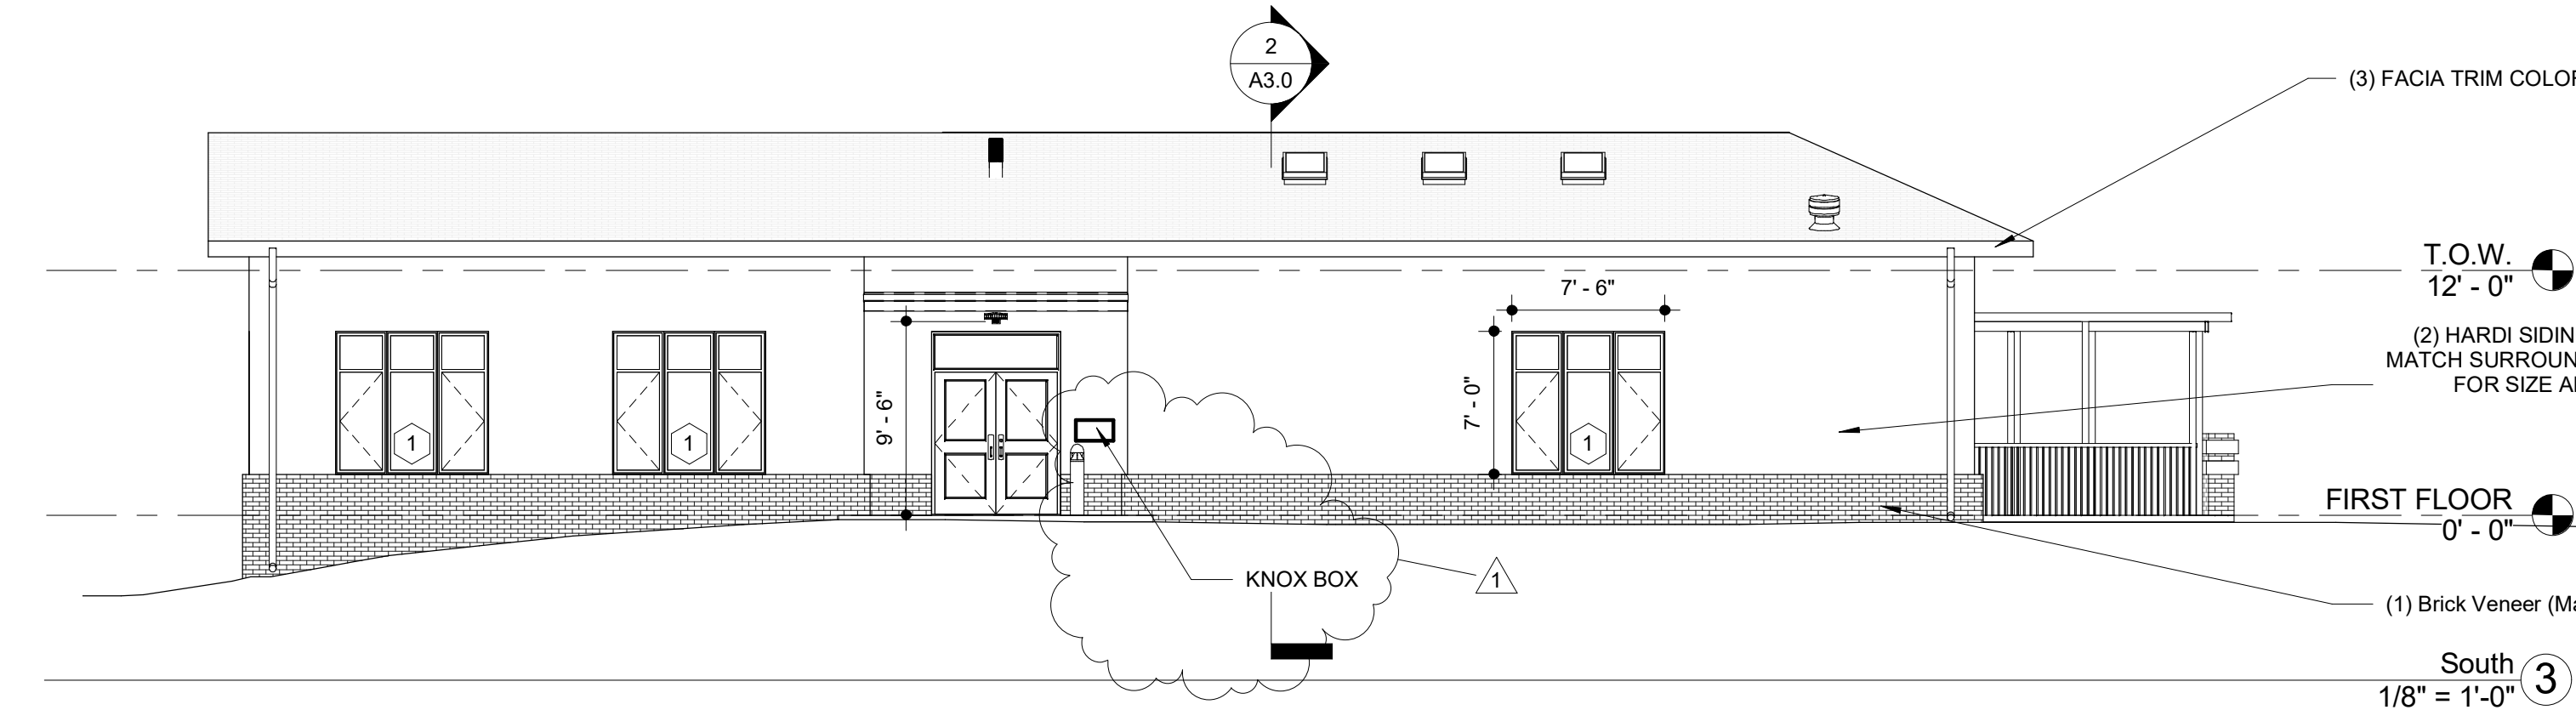 2
A3.0
(3) FACIA TRIM COLOR
T.O.W.
12' - 0"
7' - 6"
(2) HARDI SIDIN
MATCH SURROUN
FOR SIZE A
9' - 6"
7' - 0"
1
1
1
FIRST FLOOR
0' - 0"
KNOX BOX
1
(1) Brick Veneer (Ma
South
3
1/8" = 1'-0"